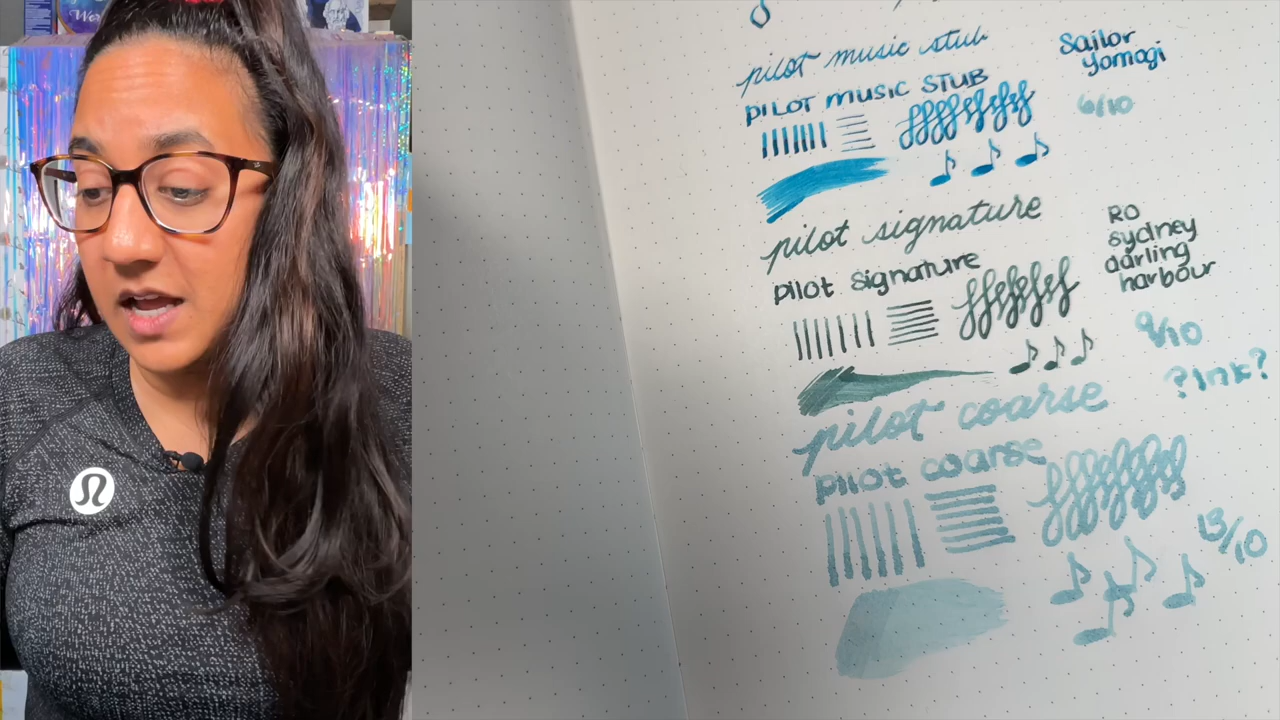 pilot music stub
PILOT MUSIC STUB
Sailor
yomagi
6/10
pilot signature
pilot signature
RO
sydney
darling
harbour
9/10
?Ink?
pilot coarse
pilot coarse
13/10